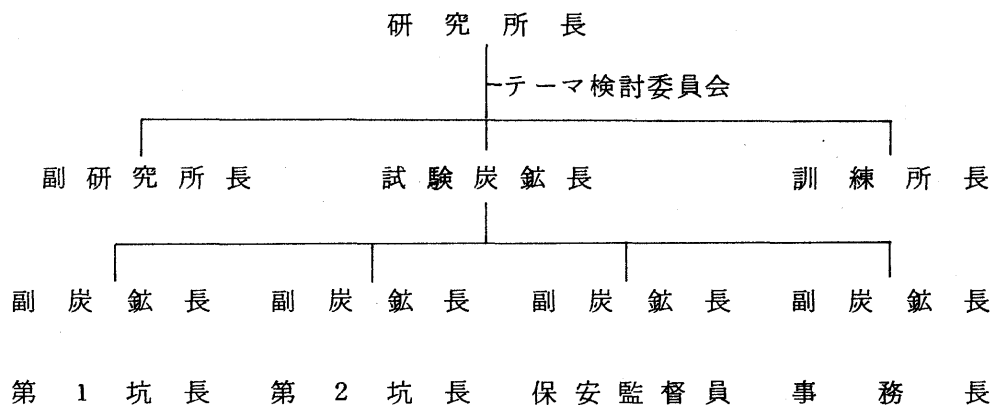 研究所長
テーマ検討委員会
副研究所長 試験炭鉱長 訓練所長
副炭鉱長 副炭鉱長 副炭鉱長 副炭鉱長
第1坑長 第2坑長 保安監督員 事務長